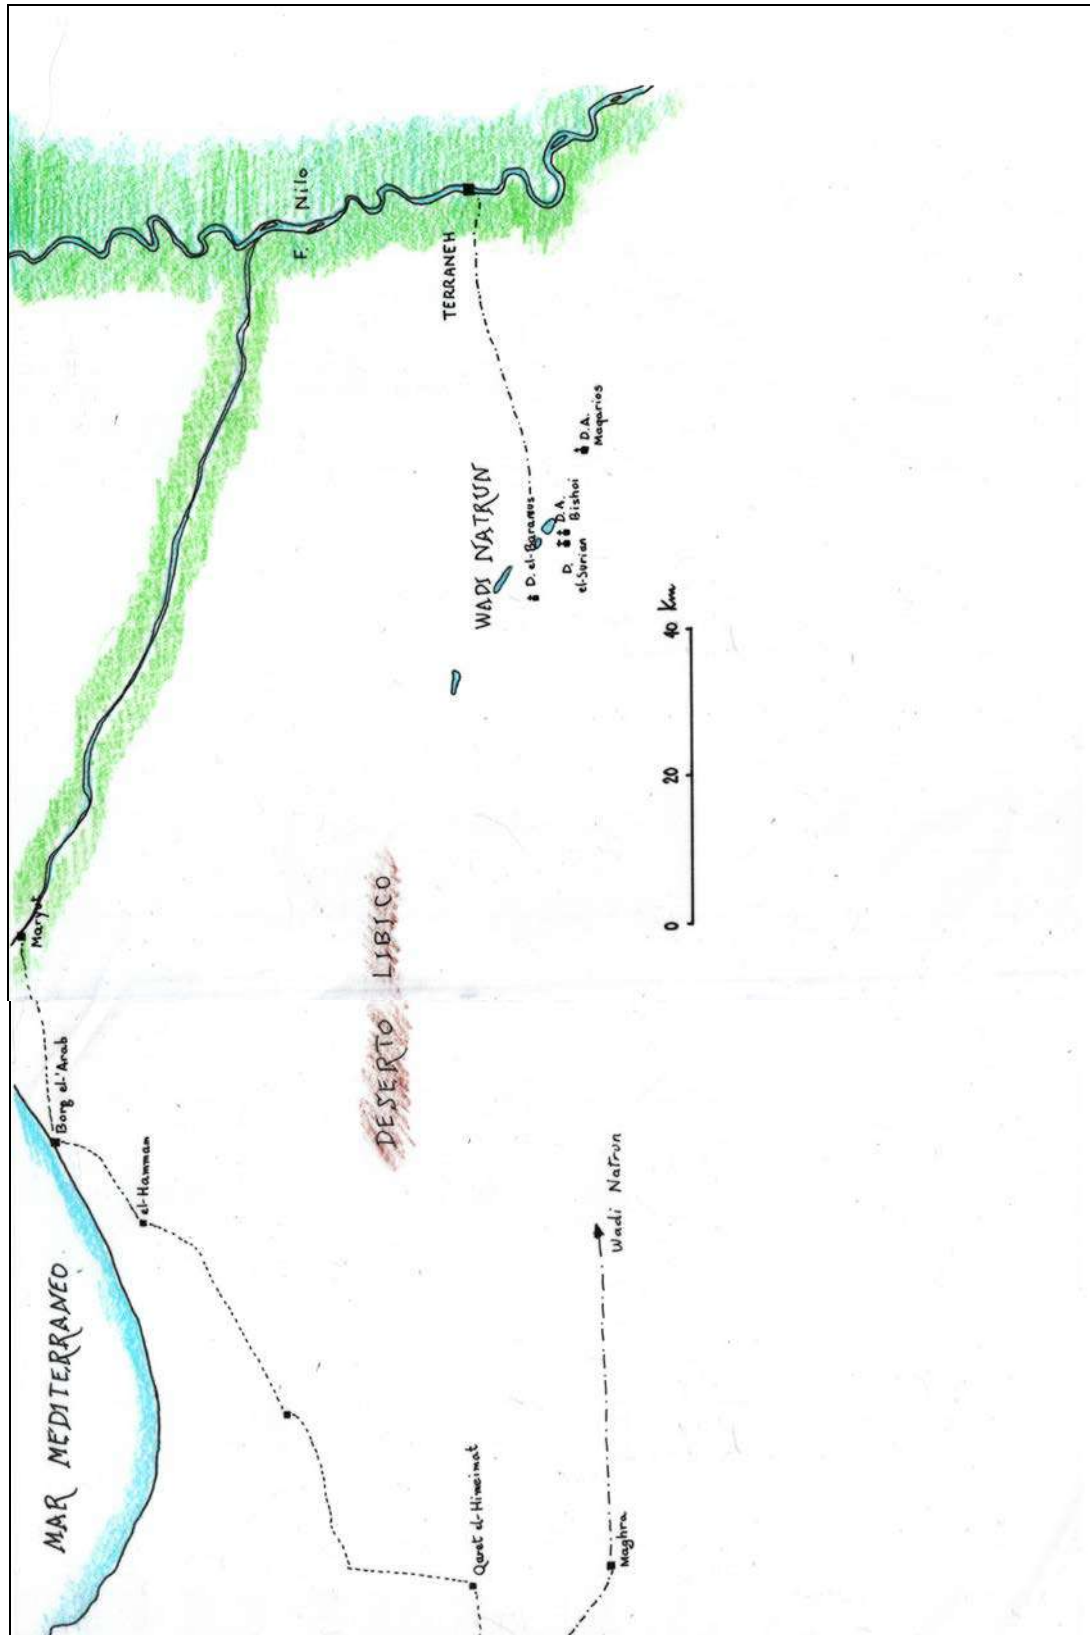 MAR MEDITERRANEO
Borg el-'Arab
Maryut
el-Hammam
F. Nilo
DESERTO LIBICO
TERRANEH
WADI NATRUN
Qaret el-Himeimat
D. el-Baramus
D.
el-Surian
D.A.
Bishoi
D.A.
Maqarios
Maghra
Wadi Natrun
0 20 40 Km